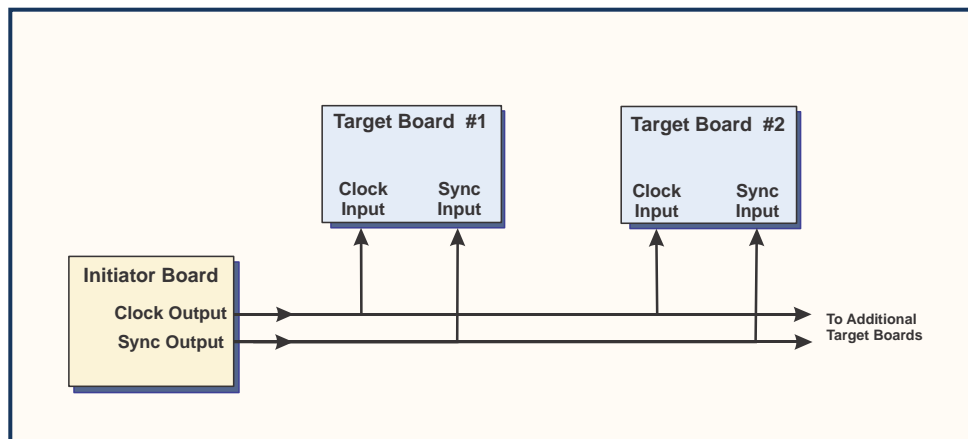 Target Board #1
Clock
Input
Sync
Input
Target Board #2
Clock
Input
Sync
Input
Initiator Board
Clock Output
Sync Output
To Additional
Target Boards